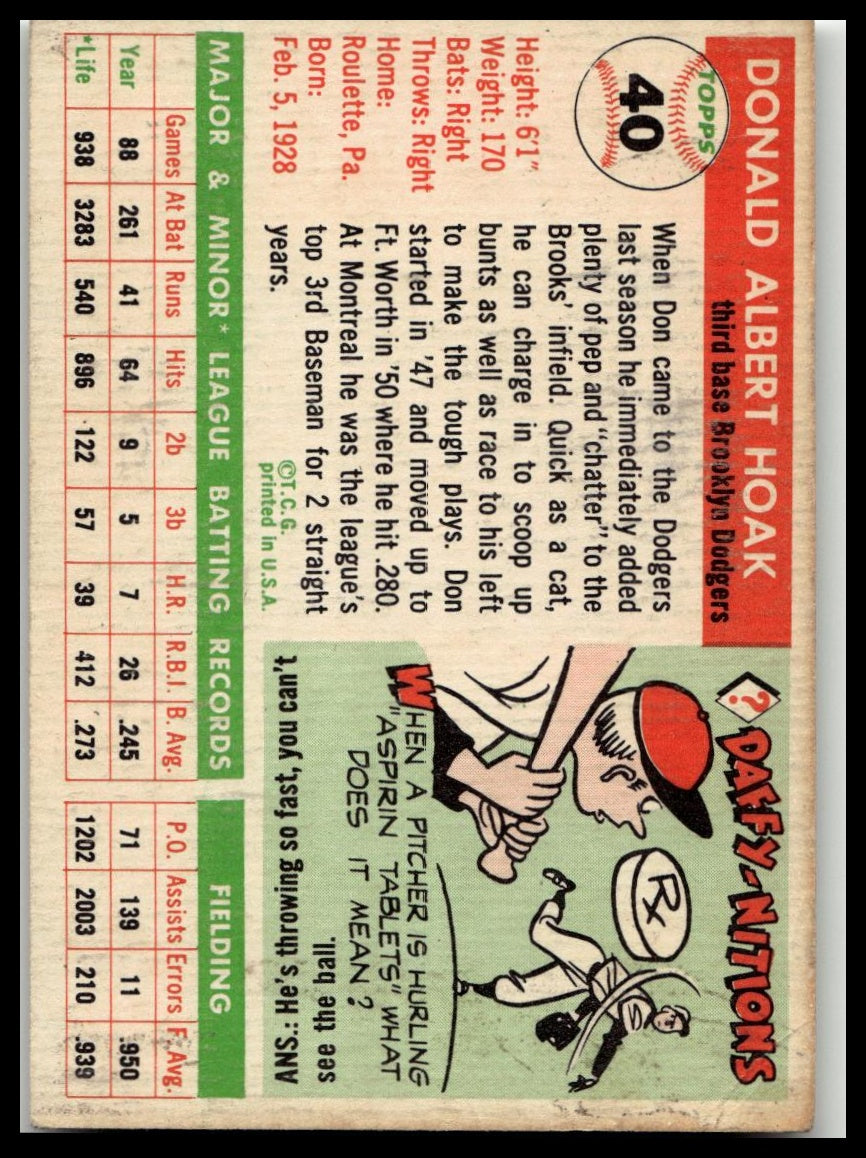 TOPPS
40
DONALD ALBERT HOAK
third base Brooklyn Dodgers
Height: 6'1"
Weight: 170
Bats: Right
Throws: Right
Home:
Roulette, Pa.
Born:
Feb. 5, 1928
When Don came to the Dodgers
last season he immediately added
plenty of pep and "chatter" to the
Brooks' infield. Quick as a cat,
he can charge in to scoop up
bunts as well as race to his left
to make the tough plays. Don
started in '47 and moved up to
Ft. Worth in '50 where he hit .280.
At Montreal he was the league's
top 3rd Baseman for 2 straight
years.
©T.C.G.
printed in U.S.A.
? DAFFY-NITIONS
Rx
WHEN A PITCHER IS HURLING
"ASPIRIN TABLETS" WHAT
DOES IT MEAN?
ANS.: He's throwing so fast, you can't
see the ball.
MAJOR & MINOR* LEAGUE BATTING RECORDS
FIELDING
Games At Bat Runs Hits 2b 3b H.R. R.B.I. B. Avg. P.O. Assists Errors F. Avg.
Year 88 261 41 64 9 5 7 26 .245 71 139 11 .950
*Life 938 3283 540 896 122 57 39 412 .273 1202 2003 210 .939